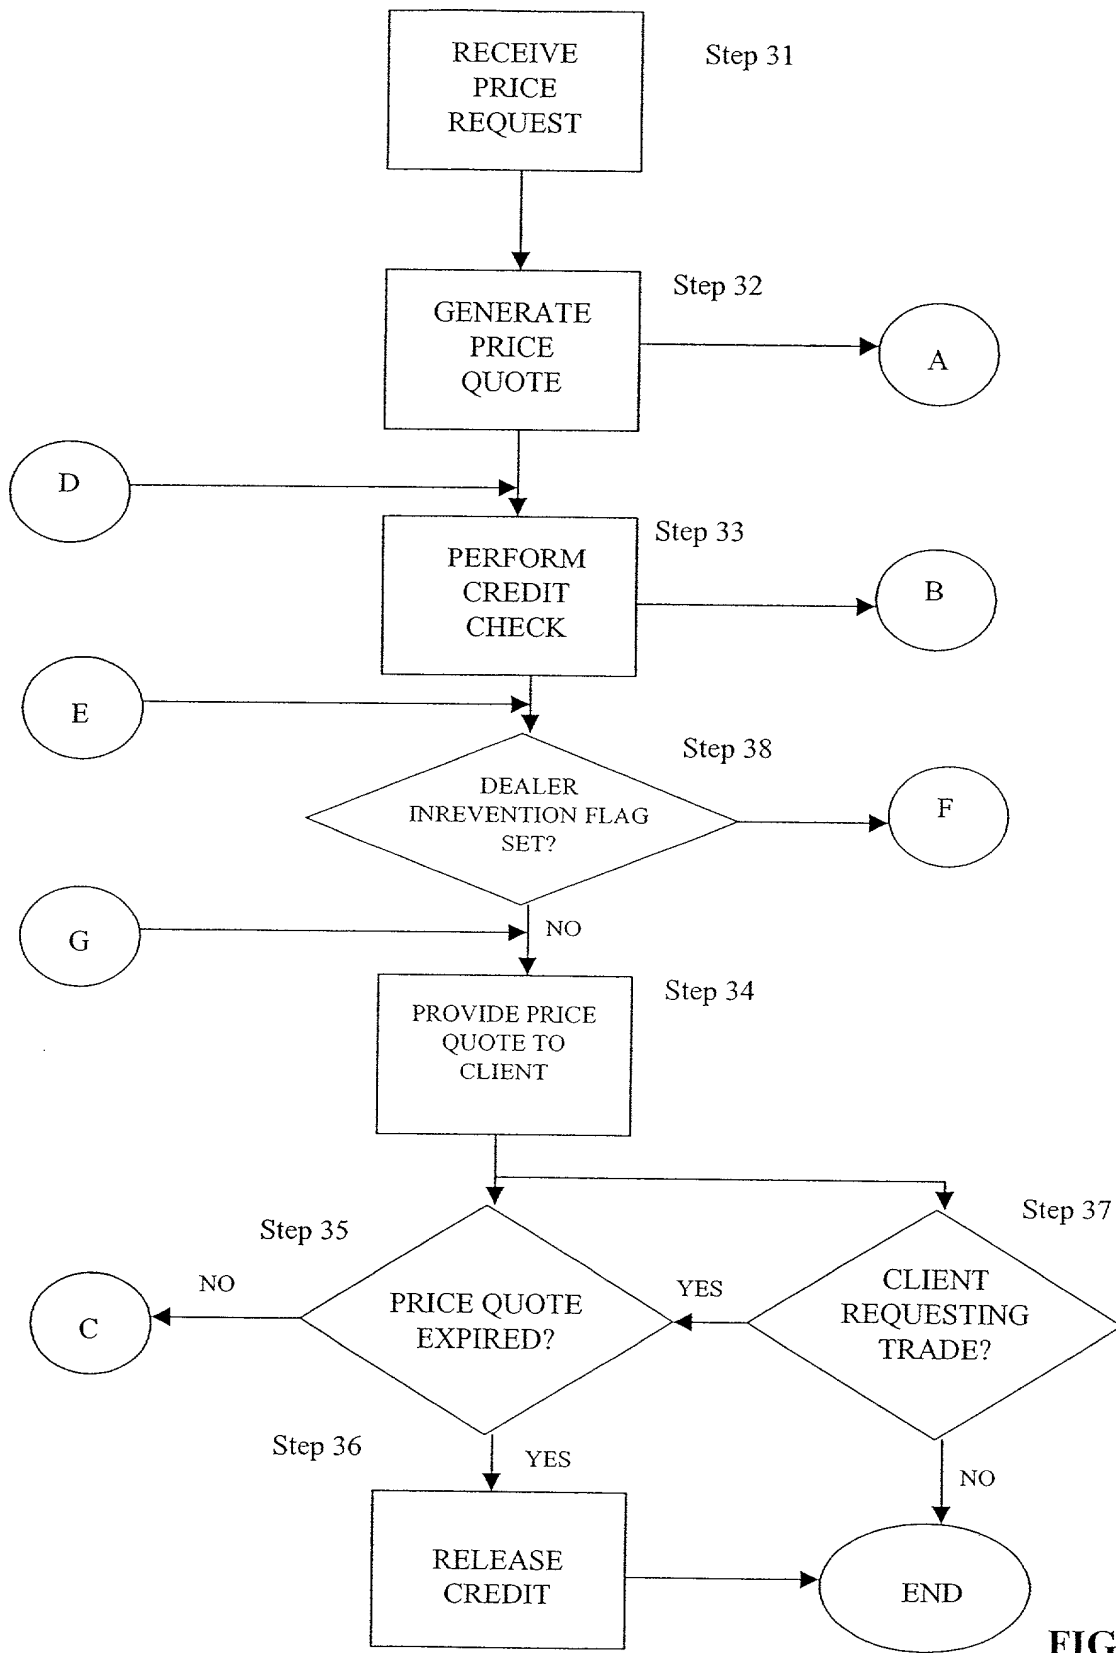 RECEIVE
PRICE
REQUEST
Step 31
GENERATE
PRICE
QUOTE
Step 32
A
D
PERFORM
CREDIT
CHECK
Step 33
B
E
DEALER
INREVENTION FLAG
SET?
Step 38
F
G
NO
PROVIDE PRICE
QUOTE TO
CLIENT
Step 34
Step 35
Step 37
C
NO
PRICE QUOTE
EXPIRED?
YES
CLIENT
REQUESTING
TRADE?
Step 36
YES
NO
RELEASE
CREDIT
END
FIG